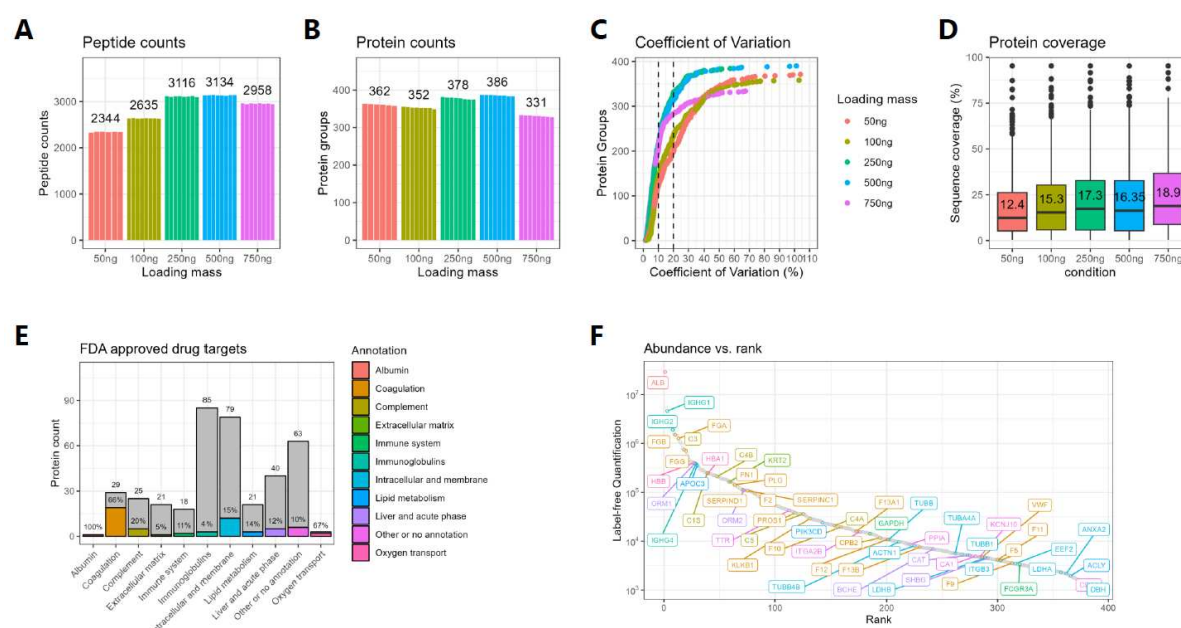 A
Peptide counts
2344
2635
3116
3134
2958
Peptide counts
3000
2000
1000
0
50ng
100ng
250ng
500ng
750ng
Loading mass
B
Protein counts
362
352
378
386
331
Protein groups
400
300
200
100
0
50ng
100ng
250ng
500ng
750ng
Loading mass
C
Coefficient of Variation
Protein Groups
400
300
200
100
0
0 10 20 30 40 50 60 70 80 90 100 110
Coefficient of Variation (%)
Loading mass
50ng
100ng
250ng
500ng
750ng
D
Protein coverage
Sequence coverage (%)
100
75
50
25
0
12.4
15.3
17.3
16.35
18.9
50ng
100ng
250ng
500ng
750ng
condition
E
FDA approved drug targets
Protein count
90
60
30
0
100%
29
66%
25
20%
21
5%
18
11%
85
4%
79
15%
21
14%
40
12%
63
10%
67%
Albumin
Coagulation
Complement
Extracellular matrix
Immune system
Immunoglobulins
Lipid metabolism
Liver and acute phase
Other or no annotation
Oxygen transport
Annotation
Albumin
Coagulation
Complement
Extracellular matrix
Immune system
Immunoglobulins
Intracellular and membrane
Lipid metabolism
Liver and acute phase
Other or no annotation
Oxygen transport
F
Abundance vs. rank
Label-free Quantification
10⁷
10⁶
10⁵
10⁴
10³
ALB
IGHG1
IGHG2
FGA
FGB
C3
FGG
HBA1
C4B
KRT2
HBB
APOC3
FN1
PLG
ORM1
SERPIND1
F2
SERPINC1
F13A1
TUBB
VWF
C1S
ORM2
PROS1
C4A
GAPDH
TUBA4A
KCNJ10
F11
IGHG4
TTR
C5
PIK3CD
PPIA
TUBB1
ANXA2
F10
ITGA2B
CPB2
ACTN1
F5
EEF2
KLKB1
F12
F13B
CAT
CA1
ITGB3
LDHA
ACLY
TUBB4B
BCHE
LDHB
SHBG
F9
FCGR3A
DBH
0
100
200
300
400
Rank